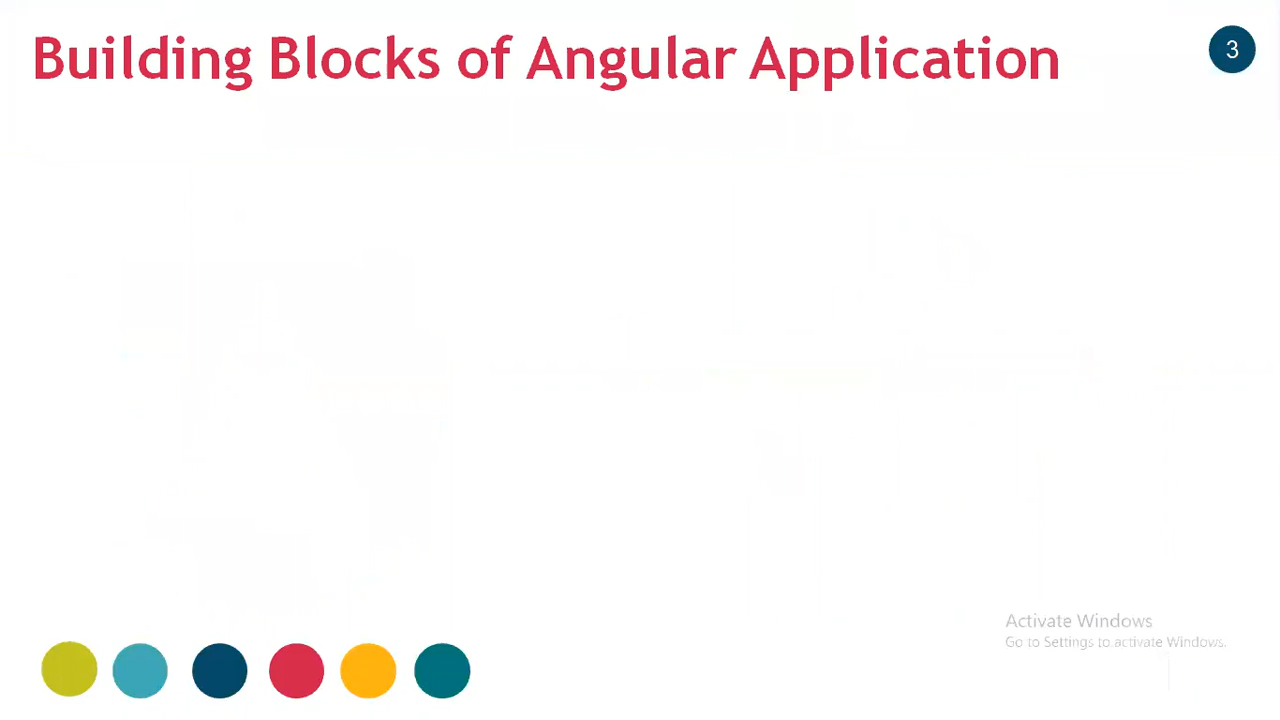 Building Blocks of Angular Application
3
Activate Windows
Go to Settings to activate Windows.